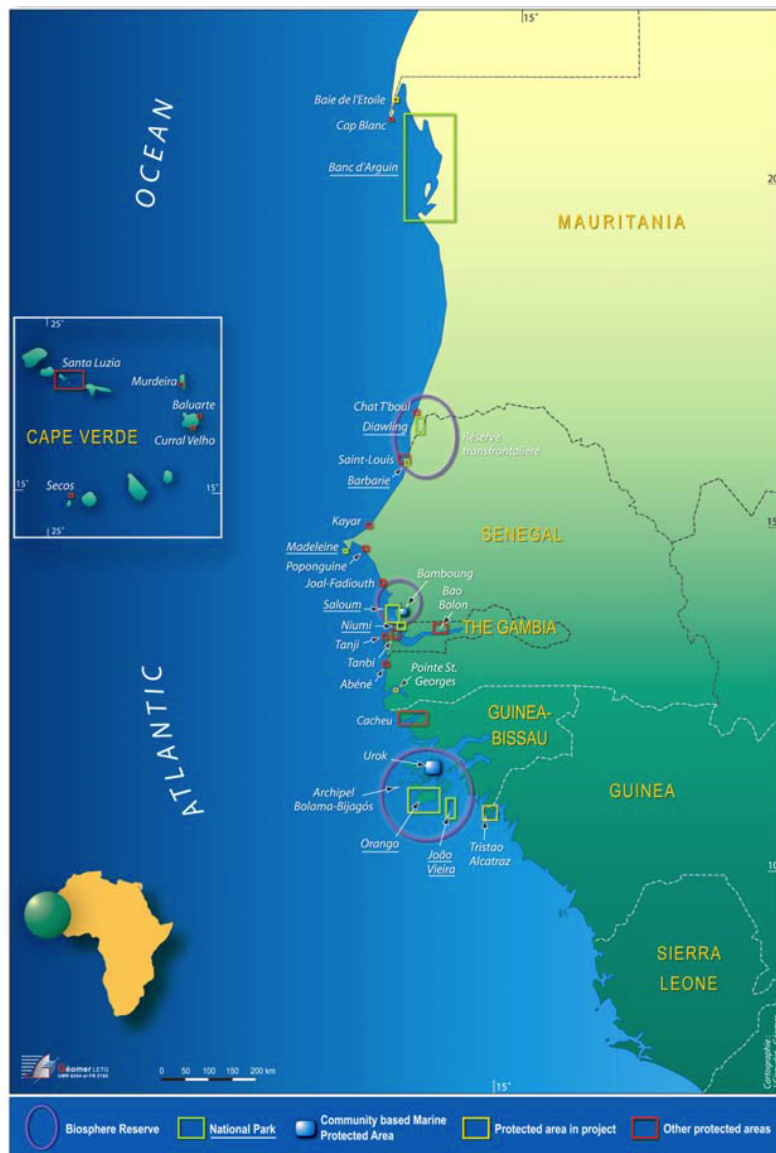 15°
Baie de l'Etoile
Cap Blanc
Banc d'Arguin
OCEAN
MAURITANIA
20
25°
Santa Luzia
Murdeira
Baluarte
CAPE VERDE
Curral Velho
Secos
15°
15°
25°
Chat T'boul
Diawling
Réserve
transfrontalière
Saint-Louis
Barbarie
15
Kayar
SENEGAL
Madeleine
Poponguine
Bamboung
Joal-Fadiouth
Bao
Bolon
Saloum
Niumi
THE GAMBIA
Tanji
Tanbi
Abéné
Pointe St.
Georges
ATLANTIC
Cacheu
GUINEA-
BISSAU
Urok
GUINEA
Archipel
Bolama-Bijagós
Orango
João
Vieira
Tristao
Alcatraz
10
SIERRA
LEONE
Géomer LETG
0 50 100 150 200 km
15°
Cartographie :
Biosphere Reserve
National Park
Community based Marine
Protected Area
Protected area in project
Other protected areas